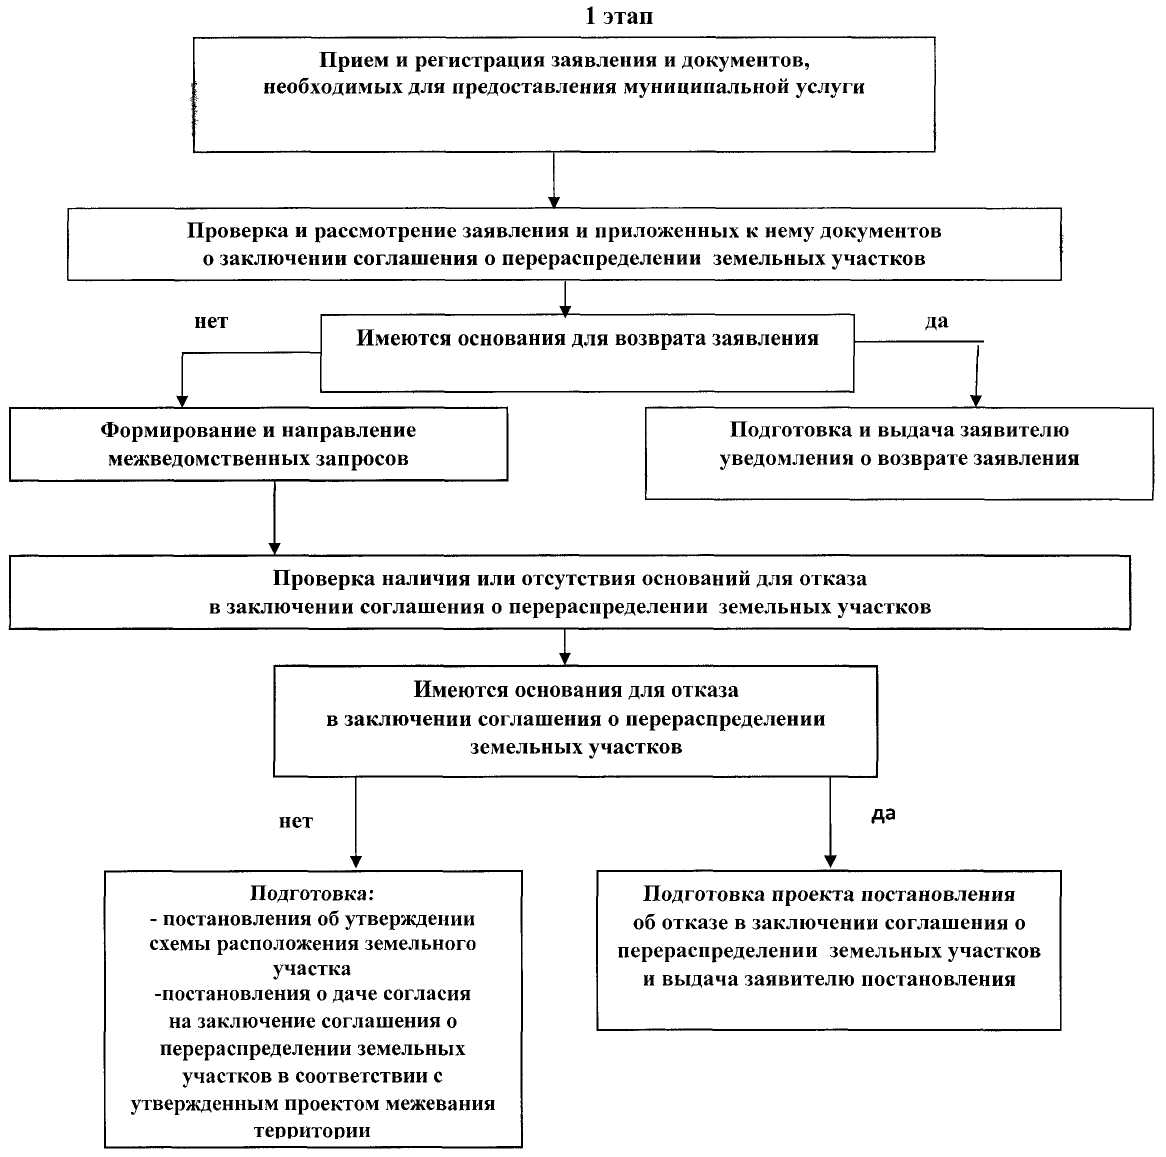 1 этап
Прием и регистрация заявления и документов,
необходимых для предоставления муниципальной услуги
Проверка и рассмотрение заявления и приложенных к нему документов
о заключении соглашения о перераспределении земельных участков
нет
да
Имеются основания для возврата заявления
Формирование и направление
межведомственных запросов
Подготовка и выдача заявителю
уведомления о возврате заявления
Проверка наличия или отсутствия оснований для отказа
в заключении соглашения о перераспределении земельных участков
Имеются основания для отказа
в заключении соглашения о перераспределении
земельных участков
нет
да
Подготовка:
- постановления об утверждении
схемы расположения земельного
участка
-постановления о даче согласия
на заключение соглашения о
перераспределении земельных
участков в соответствии с
утвержденным проектом межевания
территории
Подготовка проекта постановления
об отказе в заключении соглашения о
перераспределении земельных участков
и выдача заявителю постановления